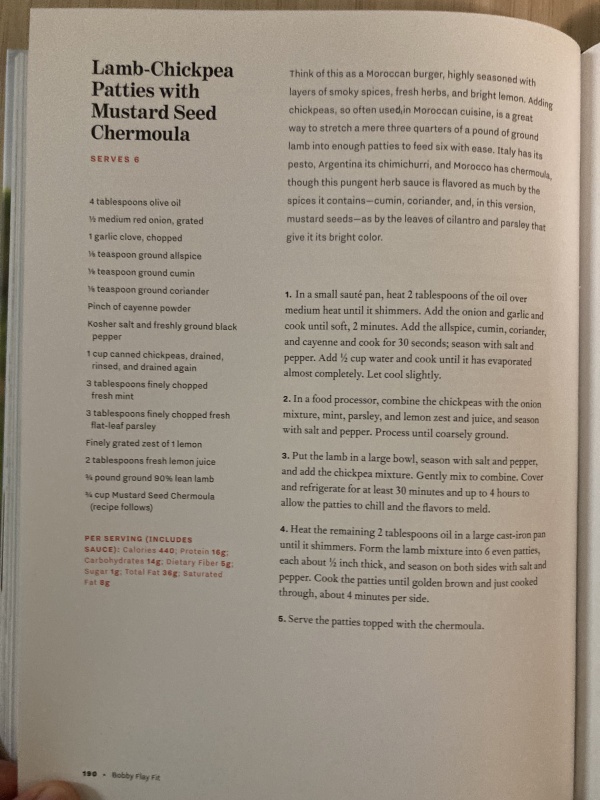 Lamb-Chickpea
Patties with
Mustard Seed
Chermoula
SERVES 6
4 tablespoons olive oil
½ medium red onion, grated
1 garlic clove, chopped
⅛ teaspoon ground allspice
⅛ teaspoon ground cumin
⅛ teaspoon ground coriander
Pinch of cayenne powder
Kosher salt and freshly ground black
pepper
1 cup canned chickpeas, drained,
rinsed, and drained again
3 tablespoons finely chopped
fresh mint
3 tablespoons finely chopped fresh
flat-leaf parsley
Finely grated zest of 1 lemon
2 tablespoons fresh lemon juice
¾ pound ground 90% lean lamb
¾ cup Mustard Seed Chermoula
(recipe follows)
PER SERVING (INCLUDES
SAUCE): Calories 440; Protein 16g;
Carbohydrates 14g; Dietary Fiber 5g;
Sugar 1g; Total Fat 36g; Saturated
Fat 8g
Think of this as a Moroccan burger, highly seasoned with
layers of smoky spices, fresh herbs, and bright lemon. Adding
chickpeas, so often used in Moroccan cuisine, is a great
way to stretch a mere three quarters of a pound of ground
lamb into enough patties to feed six with ease. Italy has its
pesto, Argentina its chimichurri, and Morocco has chermoula,
though this pungent herb sauce is flavored as much by the
spices it contains—cumin, coriander, and, in this version,
mustard seeds—as by the leaves of cilantro and parsley that
give it its bright color.
1. In a small sauté pan, heat 2 tablespoons of the oil over
medium heat until it shimmers. Add the onion and garlic and
cook until soft, 2 minutes. Add the allspice, cumin, coriander,
and cayenne and cook for 30 seconds; season with salt and
pepper. Add ½ cup water and cook until it has evaporated
almost completely. Let cool slightly.
2. In a food processor, combine the chickpeas with the onion
mixture, mint, parsley, and lemon zest and juice, and season
with salt and pepper. Process until coarsely ground.
3. Put the lamb in a large bowl, season with salt and pepper,
and add the chickpea mixture. Gently mix to combine. Cover
and refrigerate for at least 30 minutes and up to 4 hours to
allow the patties to chill and the flavors to meld.
4. Heat the remaining 2 tablespoons oil in a large cast-iron pan
until it shimmers. Form the lamb mixture into 6 even patties,
each about ½ inch thick, and season on both sides with salt and
pepper. Cook the patties until golden brown and just cooked
through, about 4 minutes per side.
5. Serve the patties topped with the chermoula.
190 • Bobby Flay Fit